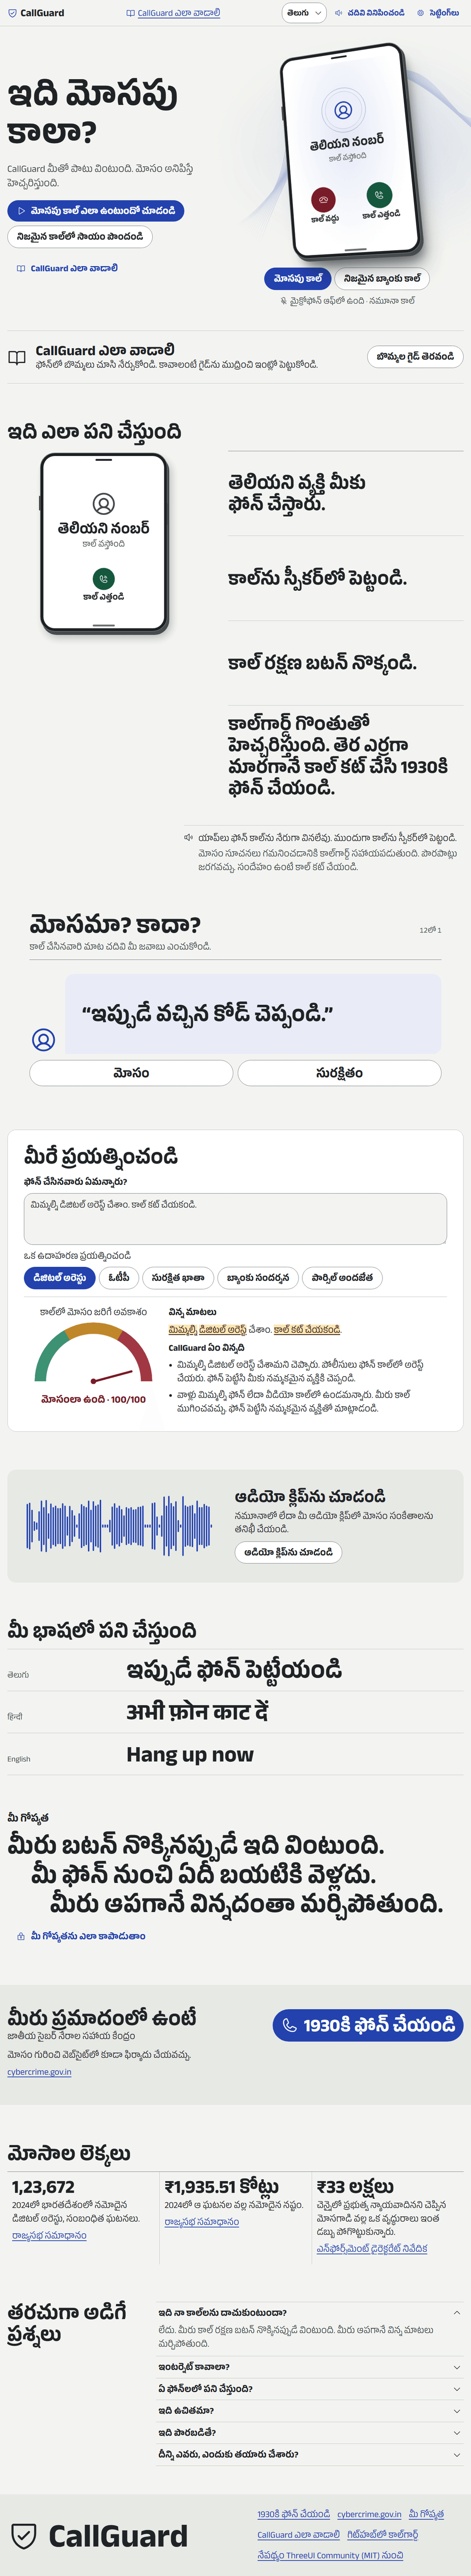 CallGuard
CallGuard ఎలా వాడాలి
తెలుగు
చదివి వినిపించండి
సెట్టింగ్‌లు
ఇది మోసపు
కాలా?
CallGuard మీతో పాటు వింటుంది. మోసం అనిపిస్తే
హెచ్చరిస్తుంది.
మోసపు కాల్ ఎలా ఉంటుందో చూడండి
నిజమైన కాల్‌లో సాయం పొందండి
CallGuard ఎలా వాడాలి
తెలియని నంబర్
కాల్ వస్తోంది
కాల్ వద్దు
కాల్ ఎత్తండి
మోసపు కాల్
నిజమైన బ్యాంకు కాల్
మైక్రోఫోన్ ఆఫ్‌లో ఉంది · నమూనా కాల్
CallGuard ఎలా వాడాలి
ఫోన్‌లో బొమ్మలు చూసి నేర్చుకోండి. కావాలంటే గైడ్‌ను ముద్రించి ఇంట్లో పెట్టుకోండి.
బొమ్మల గైడ్ తెరవండి
ఇది ఎలా పని చేస్తుంది
తెలియని నంబర్
కాల్ వస్తోంది
కాల్ ఎత్తండి
తెలియని వ్యక్తి మీకు
ఫోన్ చేస్తారు.
కాల్‌ను స్పీకర్‌లో పెట్టండి.
కాల్ రక్షణ బటన్ నొక్కండి.
కాల్‌గార్డ్ గొంతుతో
హెచ్చరిస్తుంది. తెర ఎర్రగా
మారగానే కాల్ కట్ చేసి 1930కి
ఫోన్ చేయండి.
యాప్‌లు ఫోన్ కాల్‌ను నేరుగా వినలేవు. ముందుగా కాల్‌ను స్పీకర్‌లో పెట్టండి.
మోసం సూచనలు గమనించడానికి కాల్‌గార్డ్ సహాయపడుతుంది. పొరపాట్లు
జరగవచ్చు. సందేహం ఉంటే కాల్ కట్ చేయండి.
మోసమా? కాదా?
12లో 1
కాల్ చేసినవారి మాట చదివి మీ జవాబు ఎంచుకోండి.
“ఇప్పుడే వచ్చిన కోడ్ చెప్పండి.”
మోసం
సురక్షితం
మీరే ప్రయత్నించండి
ఫోన్ చేసినవారు ఏమన్నారు?
మిమ్మల్ని డిజిటల్ అరెస్ట్ చేశాం. కాల్ కట్ చేయకండి.
ఒక ఉదాహరణ ప్రయత్నించండి
డిజిటల్ అరెస్టు
ఓటీపీ
సురక్షిత ఖాతా
బ్యాంకు సందర్శన
పార్సిల్ అందజేత
కాల్‌లో మోసం జరిగే అవకాశం
మోసంలా ఉంది · 100/100
విన్న మాటలు
మిమ్మల్ని డిజిటల్ అరెస్ట్ చేశాం. కాల్ కట్ చేయకండి.
CallGuard ఏం విన్నది
• మిమ్మల్ని డిజిటల్ అరెస్ట్ చేశామని చెప్పారు. పోలీసులు ఫోన్ కాల్‌లో అరెస్ట్
చేయరు. ఫోన్ పెట్టేసి మీకు నమ్మకమైన వ్యక్తికి చెప్పండి.
• వాళ్లు మిమ్మల్ని ఫోన్ లేదా వీడియో కాల్‌లో ఉండమన్నారు. మీరు కాల్
ముగించవచ్చు. ఫోన్ పెట్టేసి నమ్మకమైన వ్యక్తితో మాట్లాడండి.
ఆడియో క్లిప్‌ను చూడండి
నమూనాలో లేదా మీ ఆడియో క్లిప్‌లో మోసం సంకేతాలను
తనిఖీ చేయండి.
ఆడియో క్లిప్‌ను చూడండి
మీ భాషలో పని చేస్తుంది
తెలుగు
ఇప్పుడే ఫోన్ పెట్టేయండి
हिन्दी
अभी फ़ोन काट दें
English
Hang up now
మీ గోప్యత
మీరు బటన్ నొక్కినప్పుడే ఇది వింటుంది.
మీ ఫోన్ నుంచి ఏదీ బయటికి వెళ్లదు.
మీరు ఆపగానే విన్నదంతా మర్చిపోతుంది.
మీ గోప్యతను ఎలా కాపాడుతాం
మీరు ప్రమాదంలో ఉంటే
జాతీయ సైబర్ నేరాల సహాయ కేంద్రం
మోసం గురించి వెబ్‌సైట్‌లో కూడా ఫిర్యాదు చేయవచ్చు.
cybercrime.gov.in
1930కి ఫోన్ చేయండి
మోసాల లెక్కలు
1,23,672
2024లో భారతదేశంలో నమోదైన
డిజిటల్ అరెస్టు, సంబంధిత ఘటనలు.
రాజ్యసభ సమాధానం
₹1,935.51 కోట్లు
2024లో ఆ ఘటనల వల్ల నమోదైన నష్టం.
రాజ్యసభ సమాధానం
₹33 లక్షలు
చెన్నైలో ప్రభుత్వ న్యాయవాదినని చెప్పిన
మోసగాడి వల్ల ఒక వృద్ధురాలు ఇంత
డబ్బు పోగొట్టుకున్నారు.
ఎన్‌ఫోర్స్‌మెంట్ డైరెక్టరేట్ నివేదిక
తరచుగా అడిగే
ప్రశ్నలు
ఇది నా కాల్‌లను దాచుకుంటుందా?
లేదు. మీరు కాల్ రక్షణ బటన్ నొక్కినప్పుడే వింటుంది. మీరు ఆపగానే విన్న మాటలు
మర్చిపోతుంది.
ఇంటర్నెట్ కావాలా?
ఏ ఫోన్‌లలో పని చేస్తుంది?
ఇది ఉచితమా?
ఇది పొరబడితే?
దీన్ని ఎవరు, ఎందుకు తయారు చేశారు?
CallGuard
1930కి ఫోన్ చేయండి
cybercrime.gov.in
మీ గోప్యత
CallGuard ఎలా వాడాలి
గిట్‌హబ్‌లో కాల్‌గార్డ్
నేపథ్యం ThreeUI Community (MIT) నుంచి